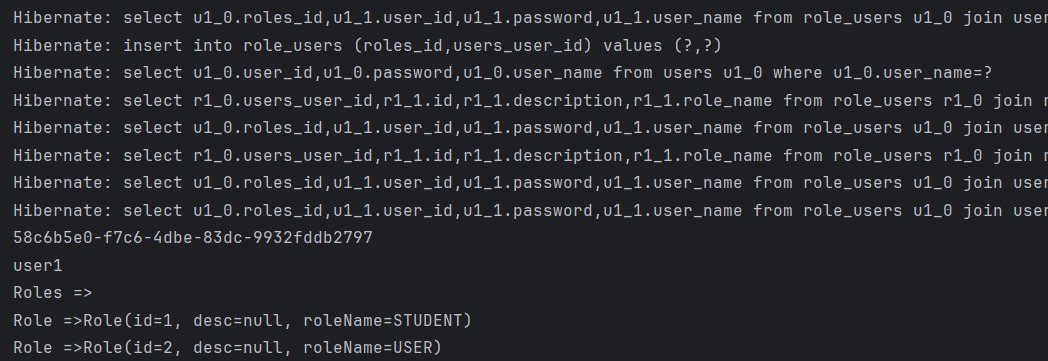 Hibernate: select u1_0.roles_id,u1_1.user_id,u1_1.password,u1_1.user_name from role_users u1_0 join
Hibernate: insert into role_users (roles_id,users_user_id) values (?,?)
Hibernate: select u1_0.user_id,u1_0.password,u1_0.user_name from users u1_0 where u1_0.user_name=?
Hibernate: select r1_0.users_user_id,r1_1.id,r1_1.description,r1_1.role_name from role_users r1_0 join
Hibernate: select u1_0.roles_id,u1_1.user_id,u1_1.password,u1_1.user_name from role_users u1_0 join
Hibernate: select r1_0.users_user_id,r1_1.id,r1_1.description,r1_1.role_name from role_users r1_0 join
Hibernate: select u1_0.roles_id,u1_1.user_id,u1_1.password,u1_1.user_name from role_users u1_0 join
Hibernate: select u1_0.roles_id,u1_1.user_id,u1_1.password,u1_1.user_name from role_users u1_0 join
58c6b5e0-f7c6-4dbe-83dc-9932fddb2797
user1
Roles =>
Role =>Role(id=1, desc=null, roleName=STUDENT)
Role =>Role(id=2, desc=null, roleName=USER)